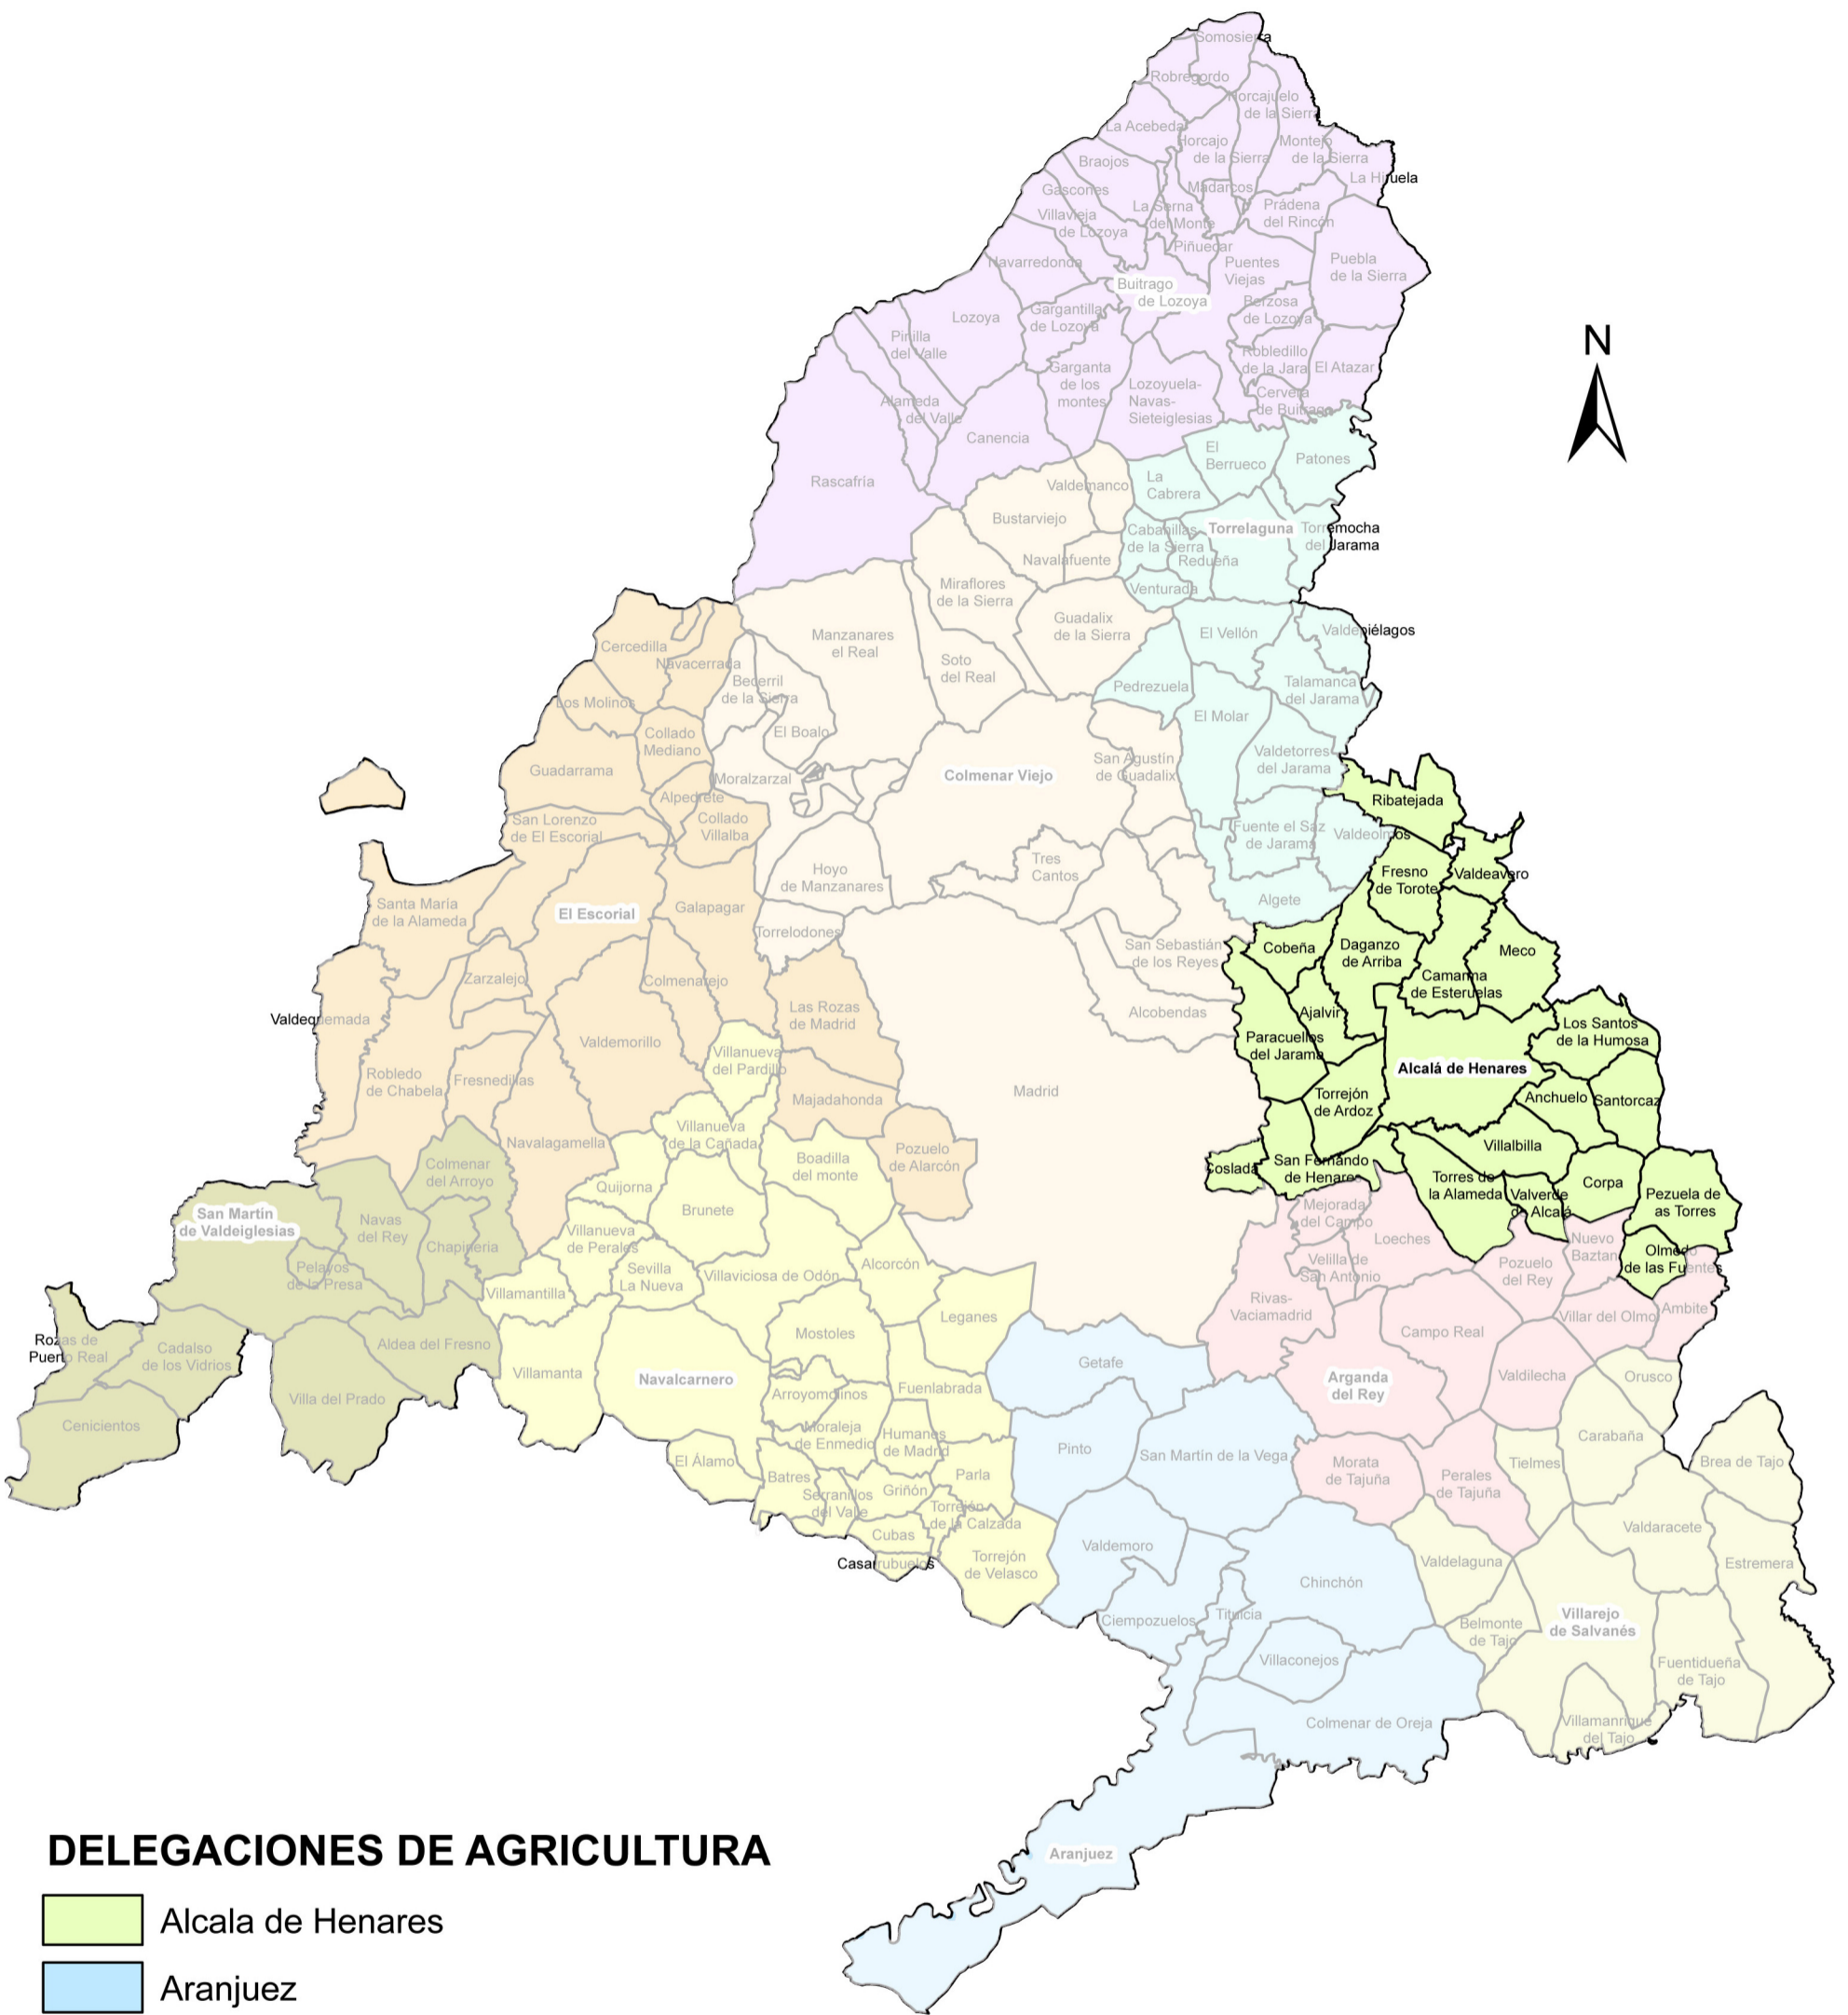 Somosierra
Robregordo
Horcajuelo
de la Sierra
La Acebeda
Horcajo
de la Sierra
Montejo
de la Sierra
Braojos
La Hiruela
Gascones
Madarcos
Villavieja
de Lozoya
La Serna
del Monte
Prádena
del Rincón
Piñuecar
Navarredonda
Puentes
Viejas
Puebla
de la Sierra
Buitrago
de Lozoya
Berzosa
de Lozoya
Lozoya
Gargantilla
de Lozoya
N
Pinilla
del Valle
Robledillo
de la Jara
El Atazar
Garganta
de los
montes
Lozoyuela-
Navas-
Sieteiglesias
Cervera
de Buitrago
Alameda
del Valle
Canencia
El
Berrueco
Patones
Rascafría
Valdemanco
La
Cabrera
Bustarviejo
Cabanillas
de la Sierra
Torrelaguna
Torremocha
del Jarama
Navalafuente
Redueña
Miraflores
de la Sierra
Venturada
Guadalix
de la Sierra
El Vellón
Valdepiélagos
Manzanares
el Real
Cercedilla
Navacerrada
Soto
del Real
Becerril
de la Sierra
Pedrezuela
Talamanca
del Jarama
Los Molinos
El Molar
Collado
Mediano
El Boalo
Valdetorres
del Jarama
Guadarrama
Moralzarzal
Colmenar Viejo
San Agustín
de Guadalix
Alpedrete
Ribatejada
San Lorenzo
de El Escorial
Collado
Villalba
Fuente el Saz
de Jarama
Valdeolmos
Hoyo
de Manzanares
Tres
Cantos
Fresno
de Torote
Valdeavero
Santa María
de la Alameda
El Escorial
Galapagar
Algete
Torrelodones
San Sebastián
de los Reyes
Cobeña
Daganzo
de Arriba
Meco
Zarzalejo
Colmenarejo
Camarma
de Esteruelas
Valdequemada
Las Rozas
de Madrid
Alcobendas
Ajalvir
Valdemorillo
Paracuellos
del Jarama
Los Santos
de la Humosa
Villanueva
del Pardillo
Robledo
de Chabela
Fresnedillas
Madrid
Alcalá de Henares
Majadahonda
Torrejón
de Ardoz
Anchuelo
Santorcaz
Navalagamella
Villanueva
de la Cañada
Pozuelo
de Alarcón
Villalbilla
Colmenar
del Arroyo
Boadilla
del monte
Coslada
San Fernándo
de Henares
Torres de
la Alameda
Corpa
Quijorna
Valverde
de Alcalá
Pezuela de
as Torres
San Martín
de Valdeiglesias
Navas
del Rey
Brunete
Mejorada
del Campo
Villanueva
de Perales
Chapineria
Loeches
Nuevo
Baztan
Olmedo
de las Fuentes
Pelayos
de la Presa
Sevilla
La Nueva
Villaviciosa de Odón
Alcorcón
Velilla de
San Antonio
Pozuelo
del Rey
Villamantilla
Rivas-
Vaciamadrid
Villar del Olmo
Ambite
Leganes
Rozas de
Puerto Real
Cadalso
de los Vidrios
Aldea del Fresno
Mostoles
Campo Real
Villamanta
Navalcarnero
Getafe
Arganda
del Rey
Valdilecha
Orusco
Villa del Prado
Arroyomolinos
Fuenlabrada
Cenicientos
Moraleja
de Enmedio
Humanes
de Madrid
Pinto
San Martín de la Vega
Carabaña
El Álamo
Batres
Parla
Morata
de Tajuña
Perales
de Tajuña
Tielmes
Brea de Tajo
Serranillos
del Valle
Griñón
Torrejón
de la Calzada
Cubas
Valdaracete
Casarrubuelos
Torrejón
de Velasco
Valdemoro
Valdelaguna
Estremera
Chinchón
Ciempozuelos
Titulcia
Belmonte
de Tajo
Villarejo
de Salvanés
Villaconejos
Fuentidueña
de Tajo
Colmenar de Oreja
Villamanrique
del Tajo
Aranjuez
DELEGACIONES DE AGRICULTURA
Alcala de Henares
Aranjuez